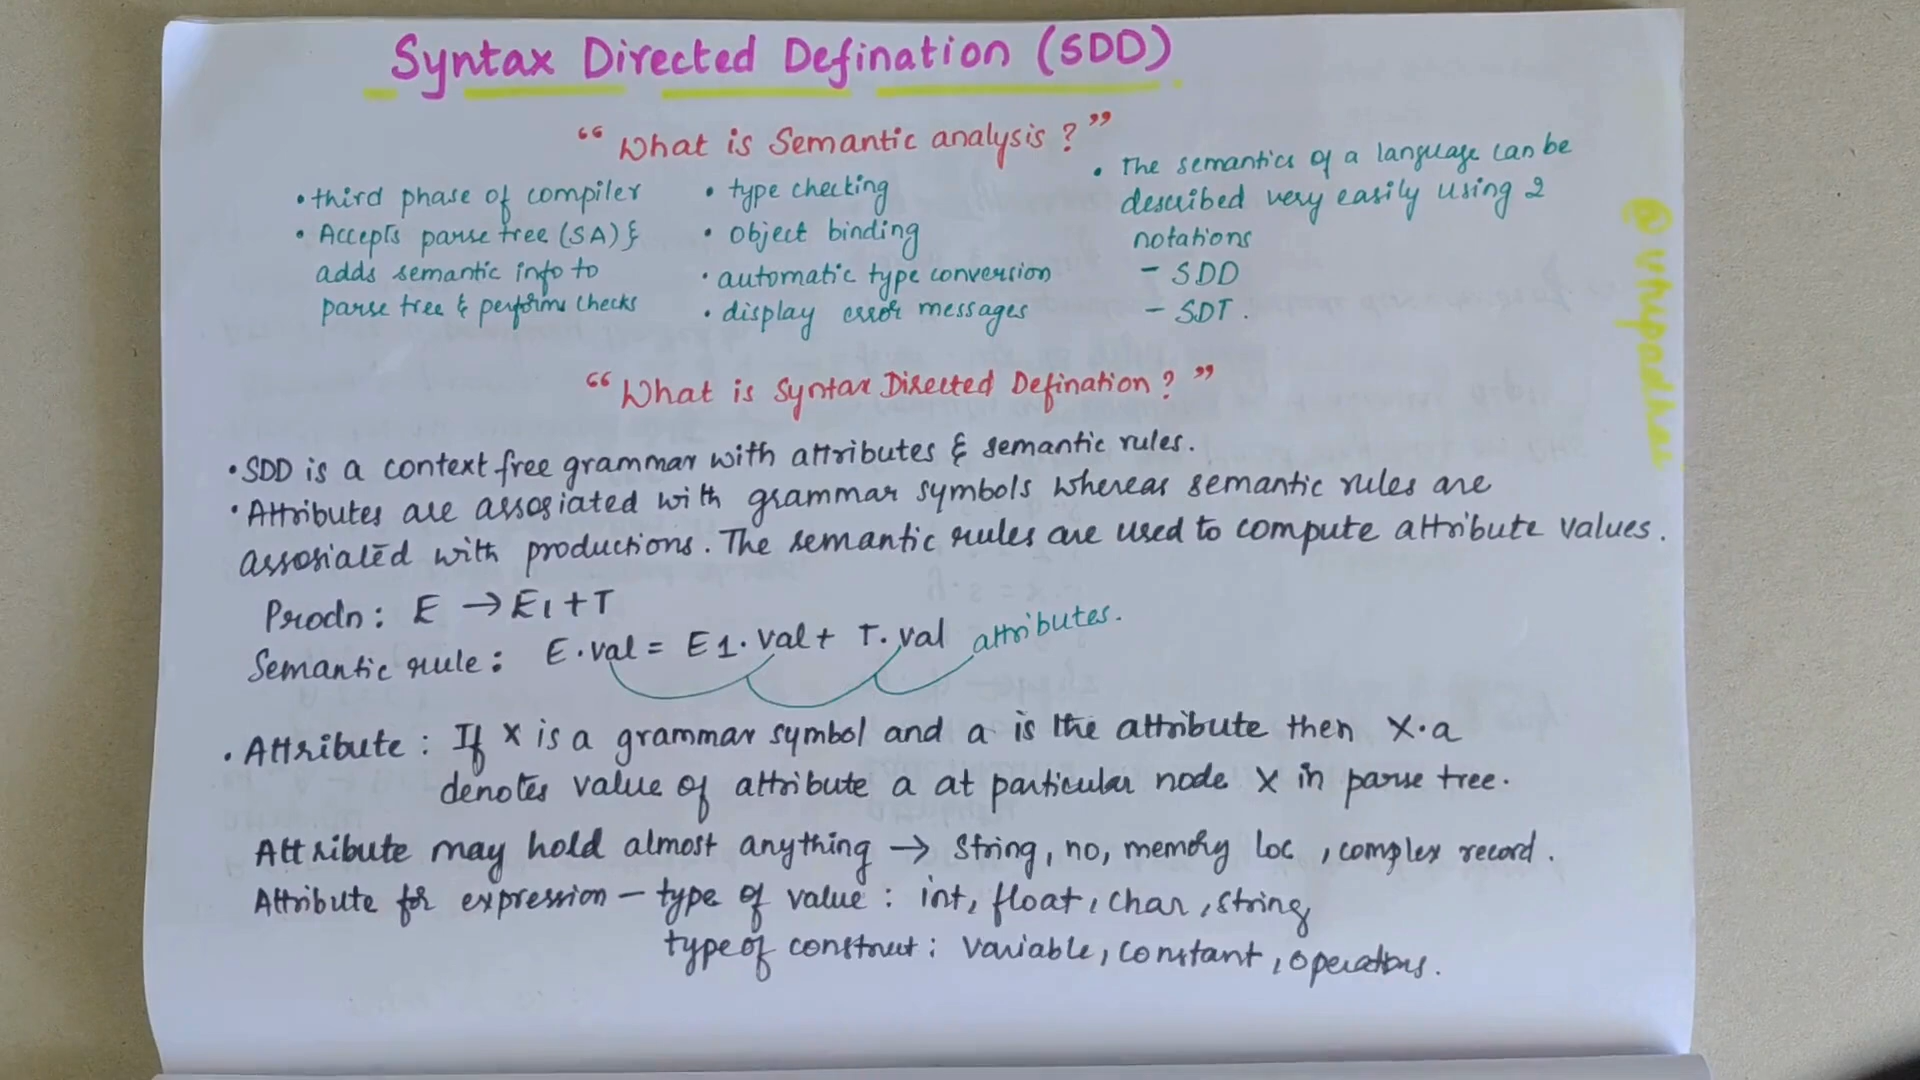 Syntax Directed Defination (SDD)
“ What is Semantic analysis ? ”
• third phase of compiler
• Accepts parse tree (SA) &
adds semantic info to
parse tree & performs checks
• type checking
• object binding
• automatic type conversion
• display error messages
• The semantics of a language can be
described very easily using 2
notations
- SDD
- SDT.
“ What is Syntax Directed Defination ? ”
• SDD is a context free grammar with attributes & semantic rules.
• Attributes are assosiated with grammar symbols whereas semantic rules are
assosiated with productions. The semantic rules are used to compute attribute values.
Prodn : E → E1 + T
Semantic rule : E.val = E1.val + T.val attributes.
• Attribute : If X is a grammar symbol and a is the attribute then X.a
denotes value of attribute a at particular node X in parse tree.
Attribute may hold almost anything → String, no, memory loc, complex record.
Attribute for expression - type of value : int, float, char, string
type of construct : variable, constant, operators.
@vtupadhai